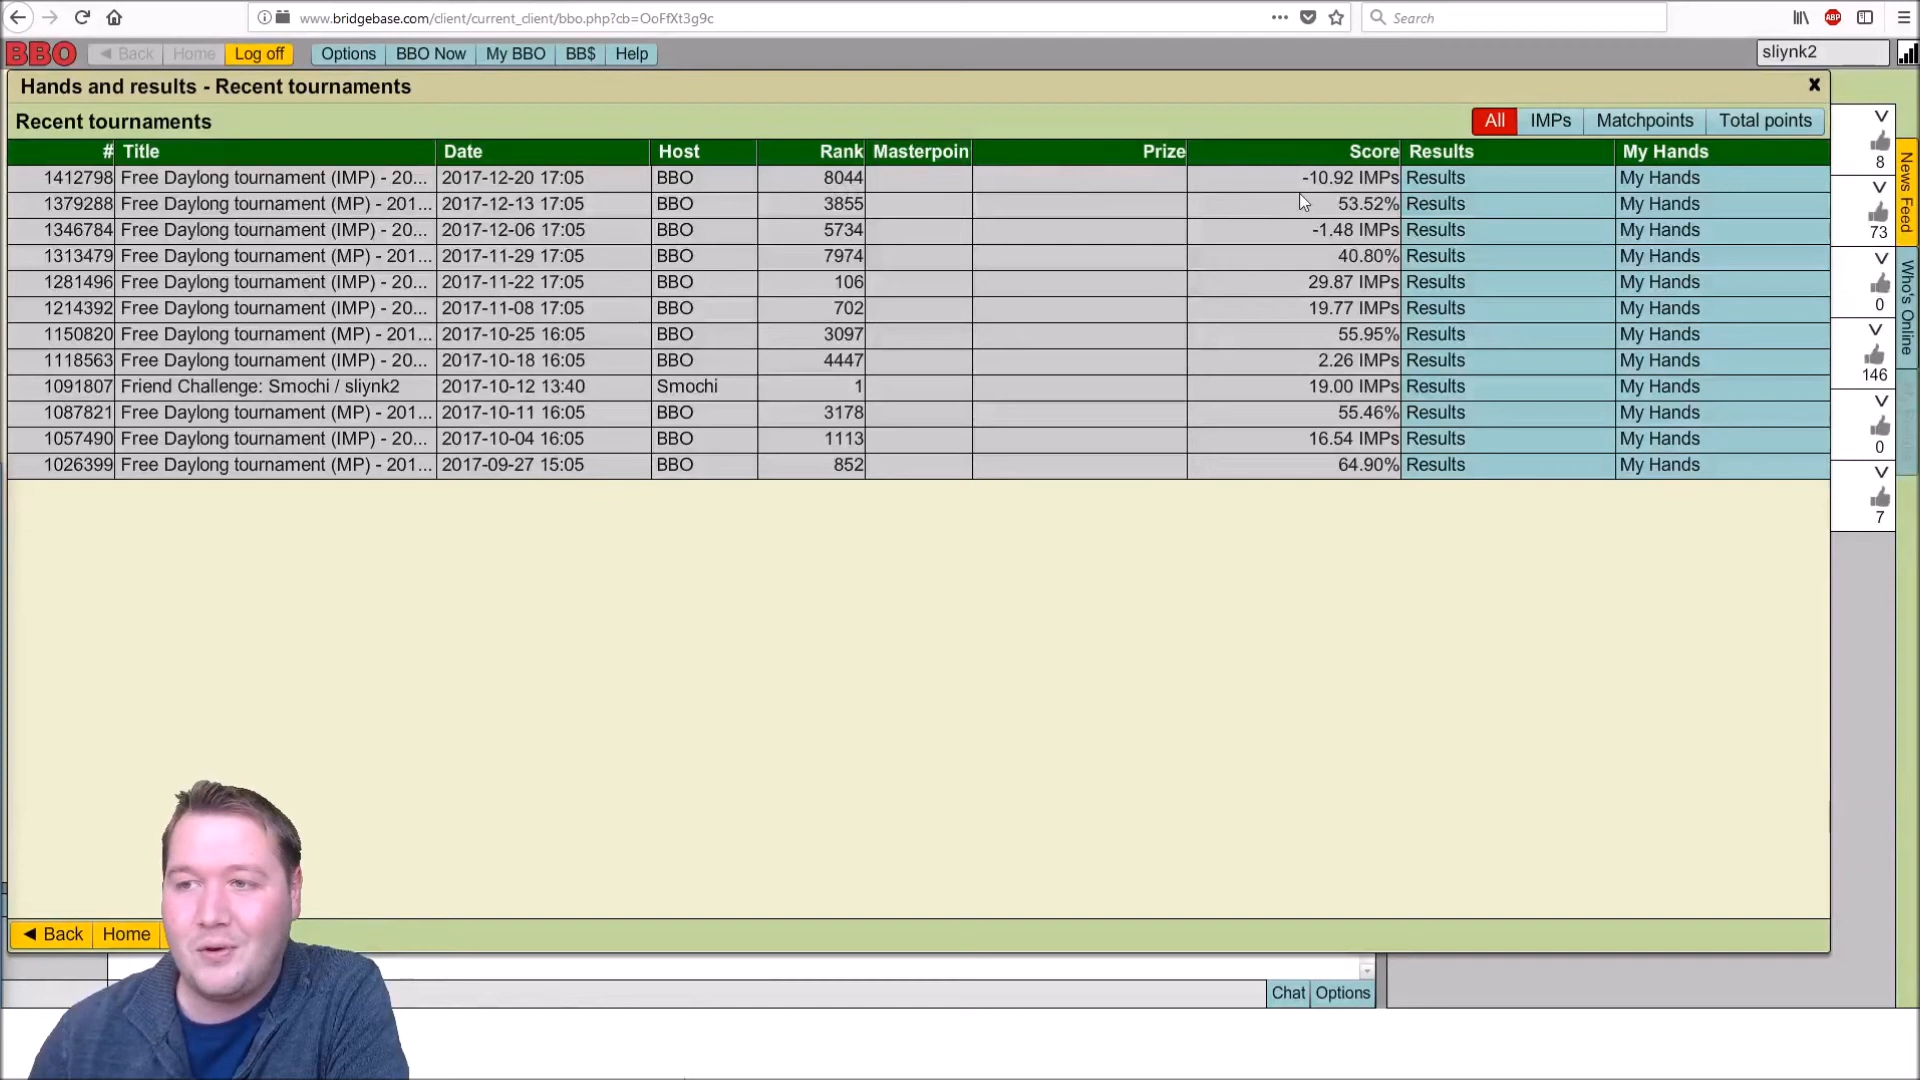 www.bridgebase.com/client/current_client/bbo.php?cb=OoFfXt3g9c
Search
ABP
BBO
Back Home Log off Options BBO Now My BBO BB$ Help sliynk2
Hands and results - Recent tournaments x
Recent tournaments All IMPs Matchpoints Total points
# Title Date Host Rank Masterpoin Prize Score Results My Hands
1412798 Free Daylong tournament (IMP) - 20... 2017-12-20 17:05 BBO 8044 -10.92 IMPs Results My Hands
1379288 Free Daylong tournament (MP) - 201... 2017-12-13 17:05 BBO 3855 53.52% Results My Hands
1346784 Free Daylong tournament (IMP) - 20... 2017-12-06 17:05 BBO 5734 -1.48 IMPs Results My Hands
1313479 Free Daylong tournament (MP) - 201... 2017-11-29 17:05 BBO 7974 40.80% Results My Hands
1281496 Free Daylong tournament (IMP) - 20... 2017-11-22 17:05 BBO 106 29.87 IMPs Results My Hands
1214392 Free Daylong tournament (IMP) - 20... 2017-11-08 17:05 BBO 702 19.77 IMPs Results My Hands
1150820 Free Daylong tournament (MP) - 201... 2017-10-25 16:05 BBO 3097 55.95% Results My Hands
1118563 Free Daylong tournament (IMP) - 20... 2017-10-18 16:05 BBO 4447 2.26 IMPs Results My Hands
1091807 Friend Challenge: Smochi / sliynk2 2017-10-12 13:40 Smochi 1 19.00 IMPs Results My Hands
1087821 Free Daylong tournament (MP) - 201... 2017-10-11 16:05 BBO 3178 55.46% Results My Hands
1057490 Free Daylong tournament (IMP) - 20... 2017-10-04 16:05 BBO 1113 16.54 IMPs Results My Hands
1026399 Free Daylong tournament (MP) - 201... 2017-09-27 15:05 BBO 852 64.90% Results My Hands
8
73
0
146
0
7
News Feed
Who's Online
Back Home
Chat Options